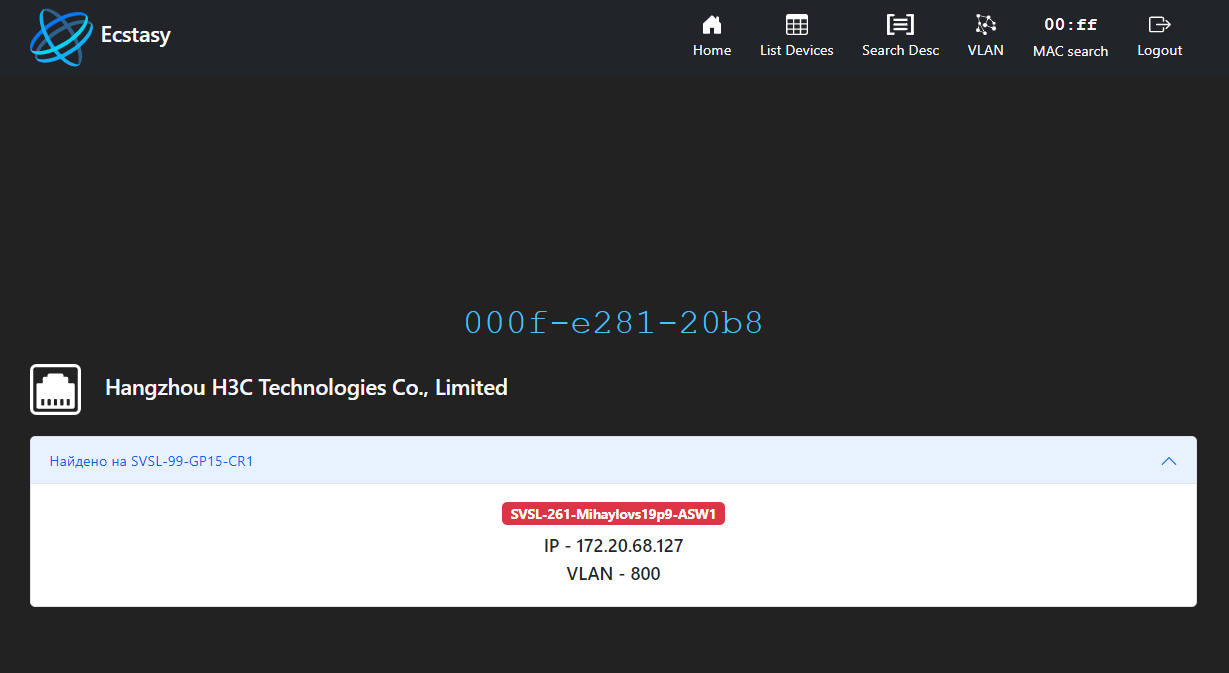 Ecstasy
00:ff
Home
List Devices
Search Desc
VLAN
MAC search
Logout
000f-e281-20b8
Hangzhou H3C Technologies Co., Limited
Найдено на SVSL-99-GP15-CR1
SVSL-261-Mihaylovs19p9-ASW1
IP - 172.20.68.127
VLAN - 800